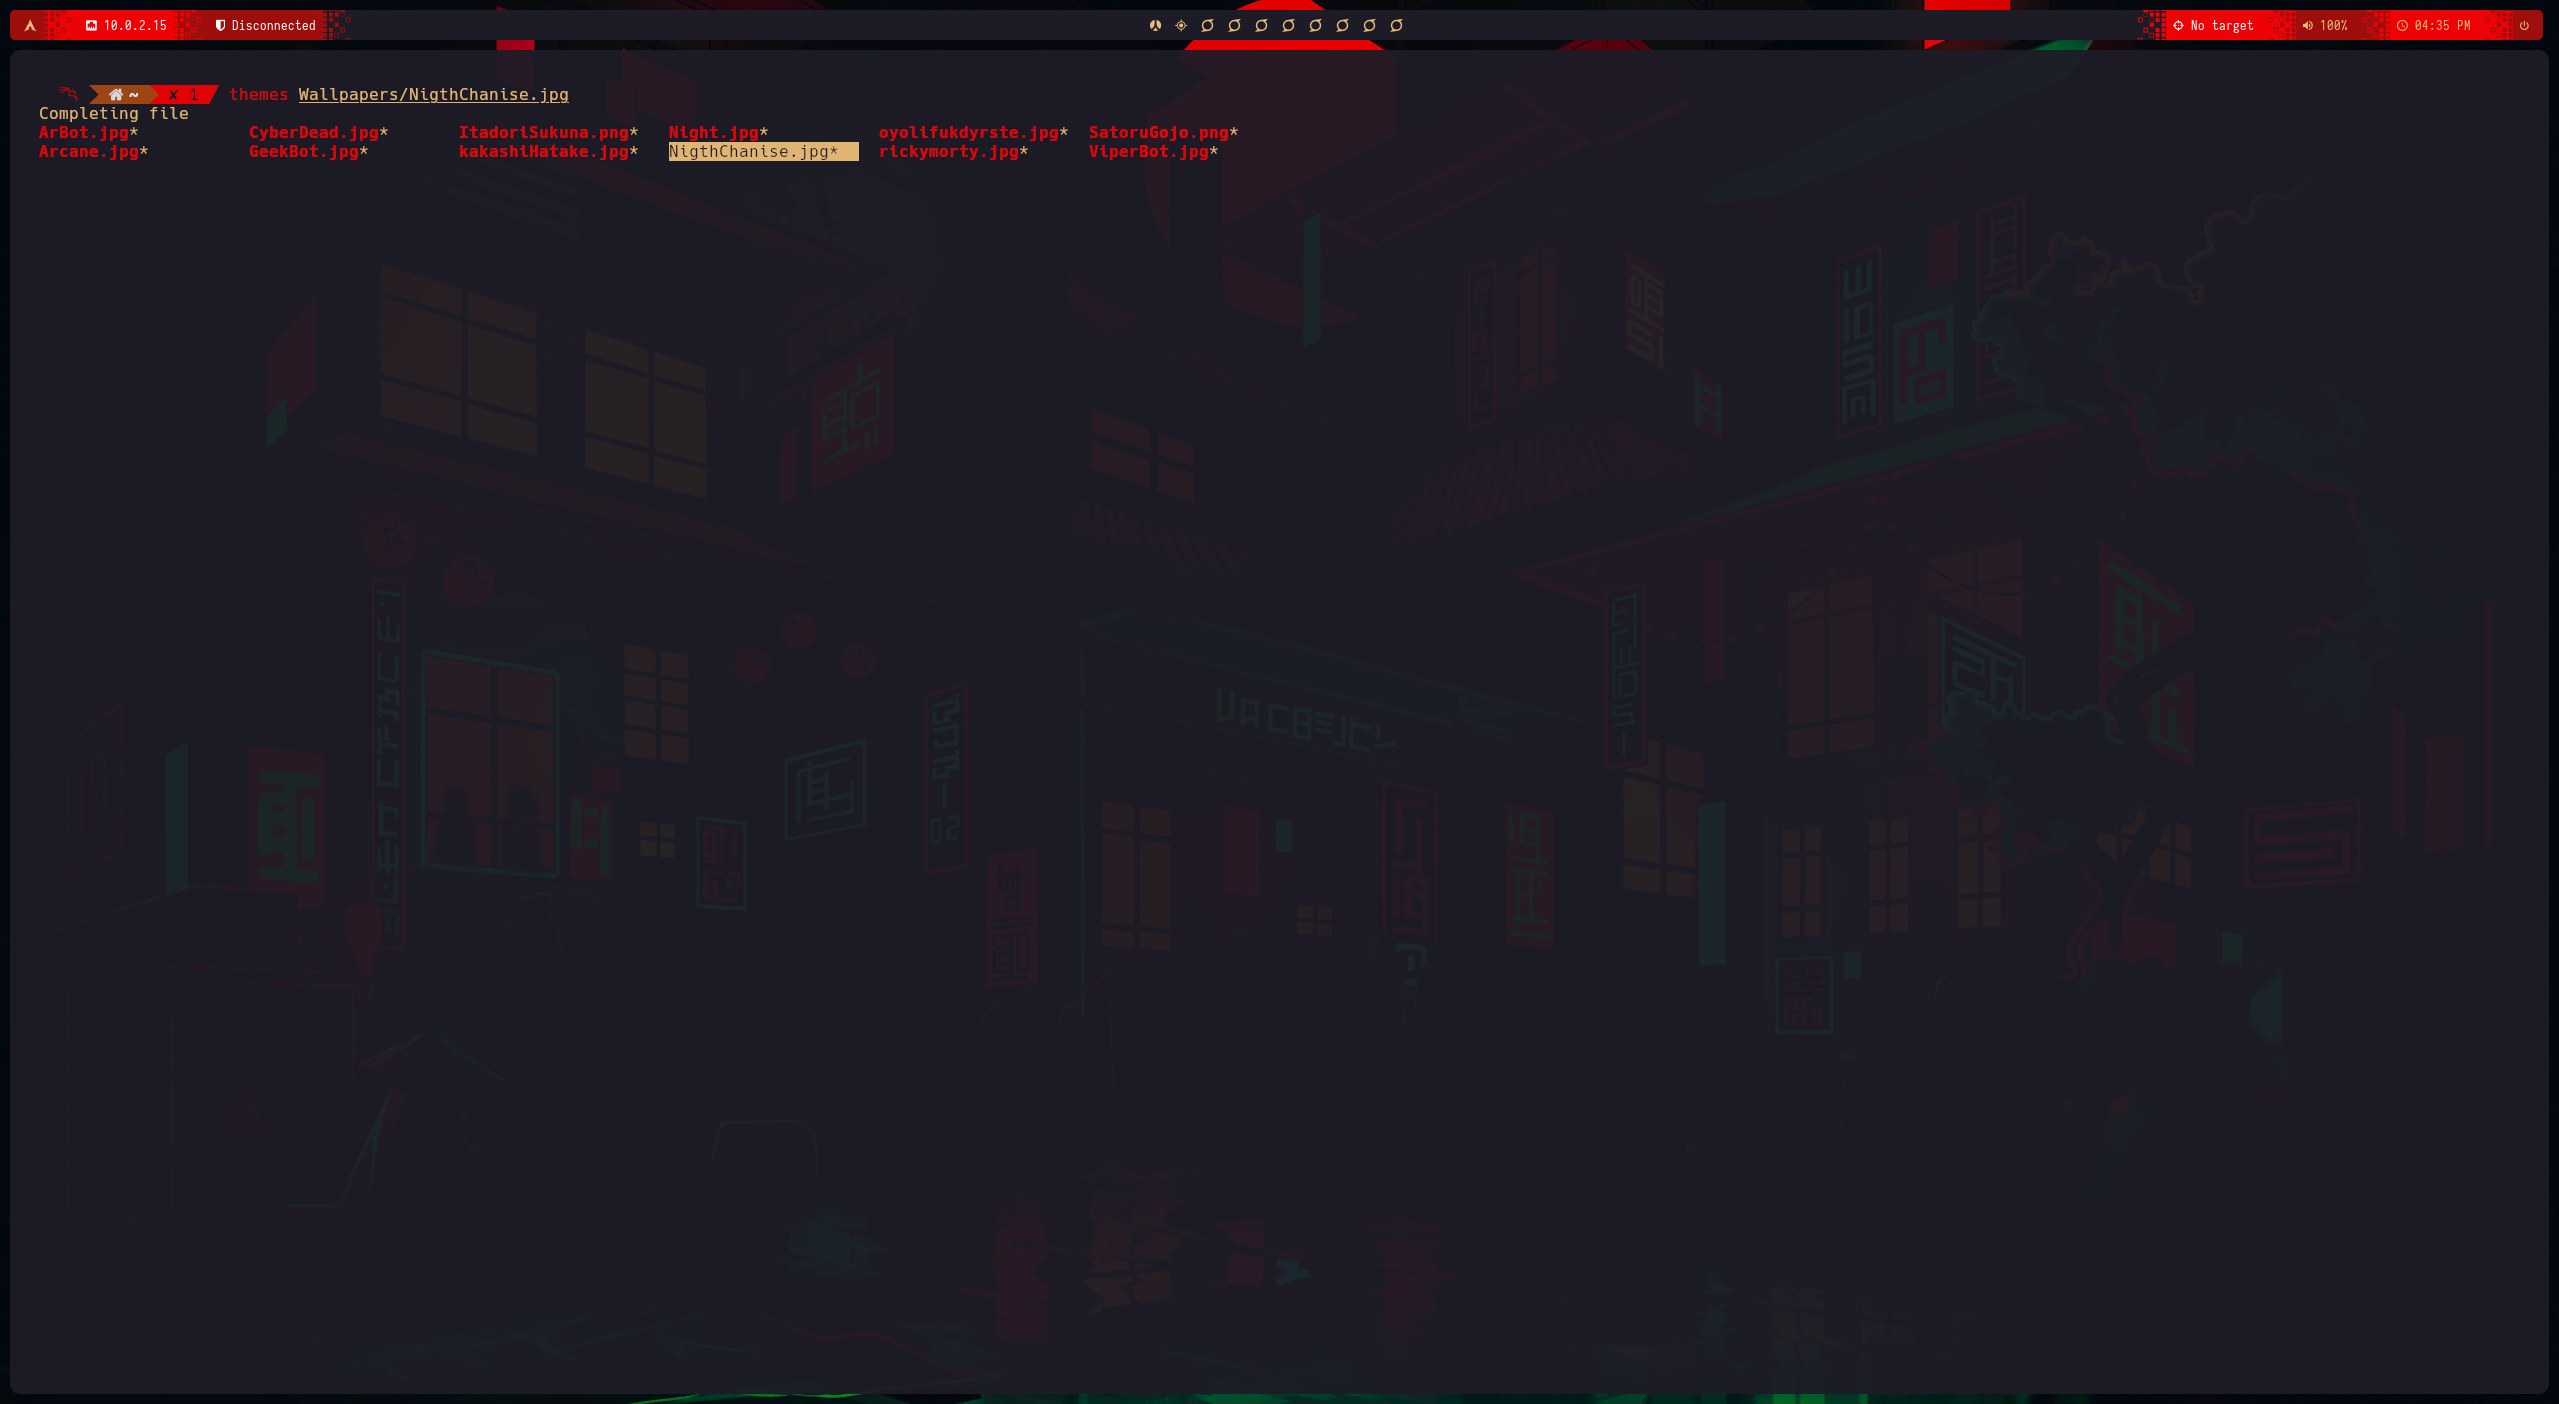 10.0.2.15 Disconnected No target 100% 04:35 PM
~ ✘ 1 themes Wallpapers/NigthChanise.jpg
Completing file
ArBot.jpg* CyberDead.jpg* ItadoriSukuna.png* Night.jpg* oyolifukdyrste.jpg* SatoruGojo.png*
Arcane.jpg* GeekBot.jpg* kakashiHatake.jpg* NigthChanise.jpg* rickymorty.jpg* ViperBot.jpg*